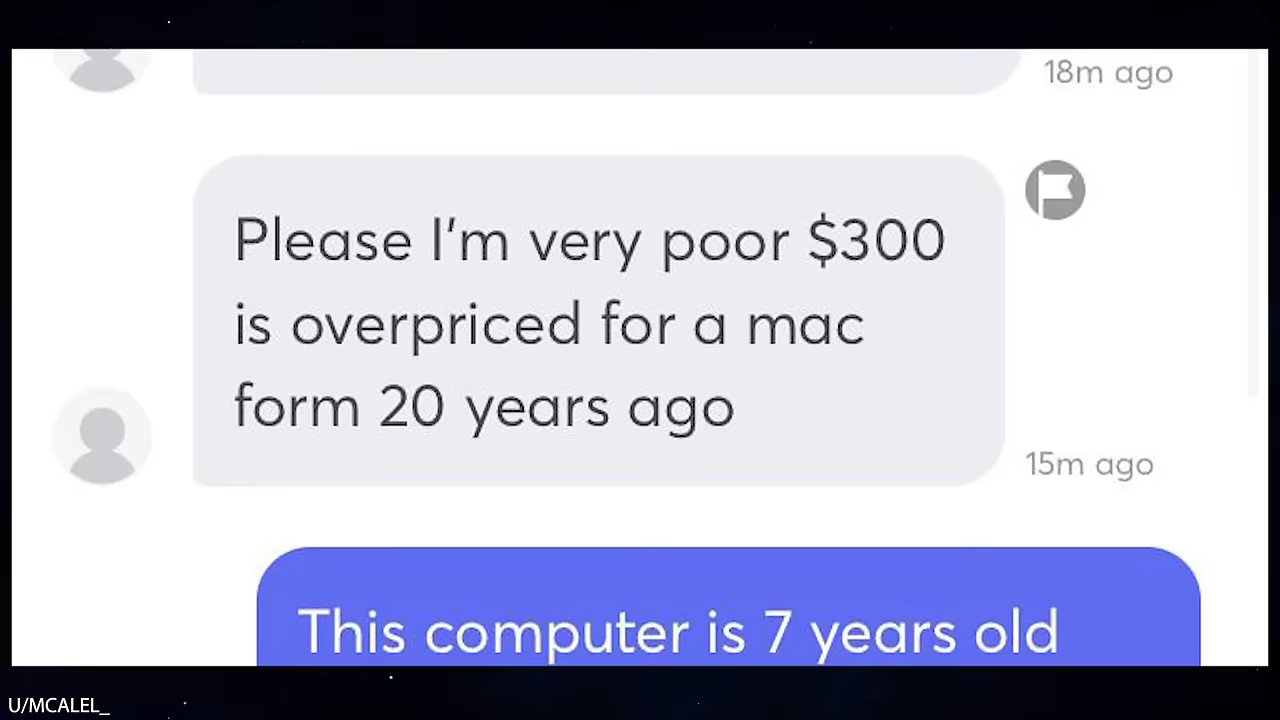 18m ago
Please I'm very poor $300
is overpriced for a mac
form 20 years ago
15m ago
This computer is 7 years old
U/MCALEL_